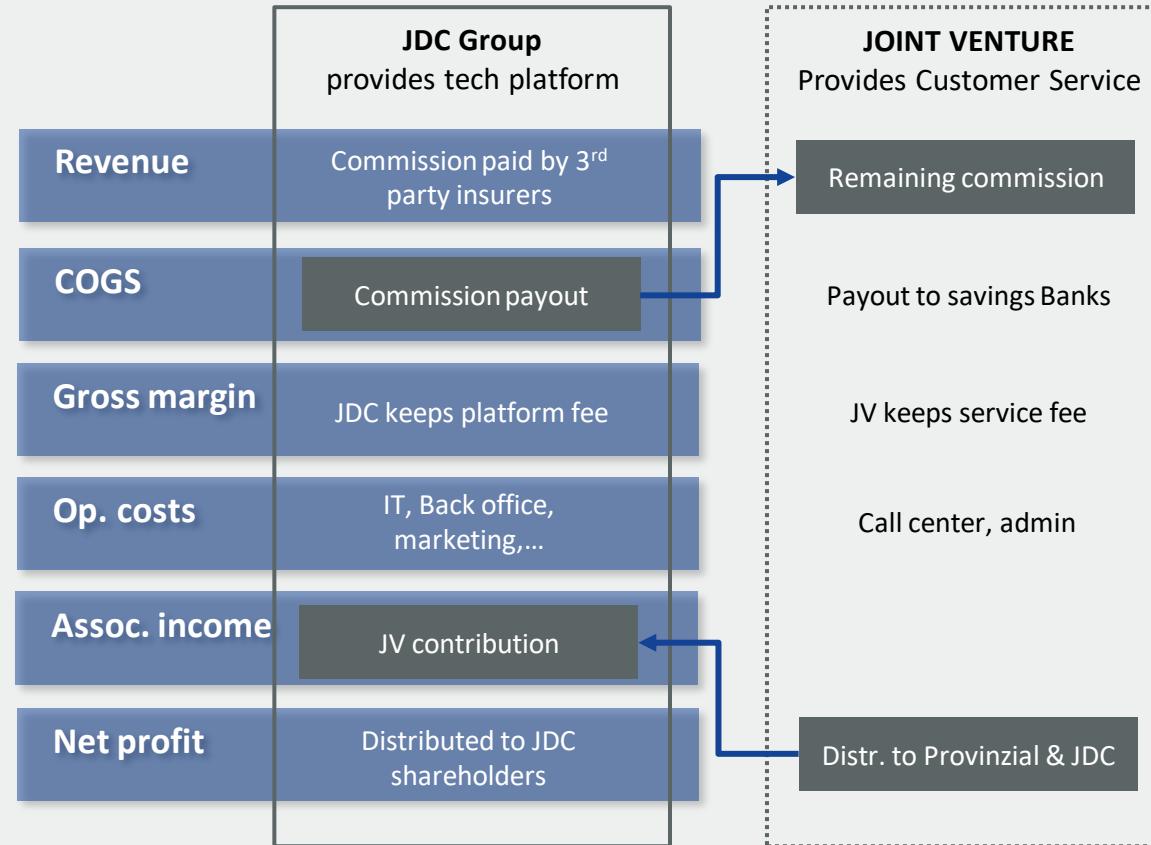 JDC Group
provides tech platform
JOINT VENTURE
Provides Customer Service
Revenue
Commission paid by 3rd
party insurers
Remaining commission
COGS
Commission payout
Payout to savings Banks
Gross margin
JDC keeps platform fee
JV keeps service fee
Op. costs
IT, Back office,
marketing,...
Call center, admin
Assoc. income
JV contribution
Net profit
Distributed to JDC
shareholders
Distr. to Provinzial & JDC